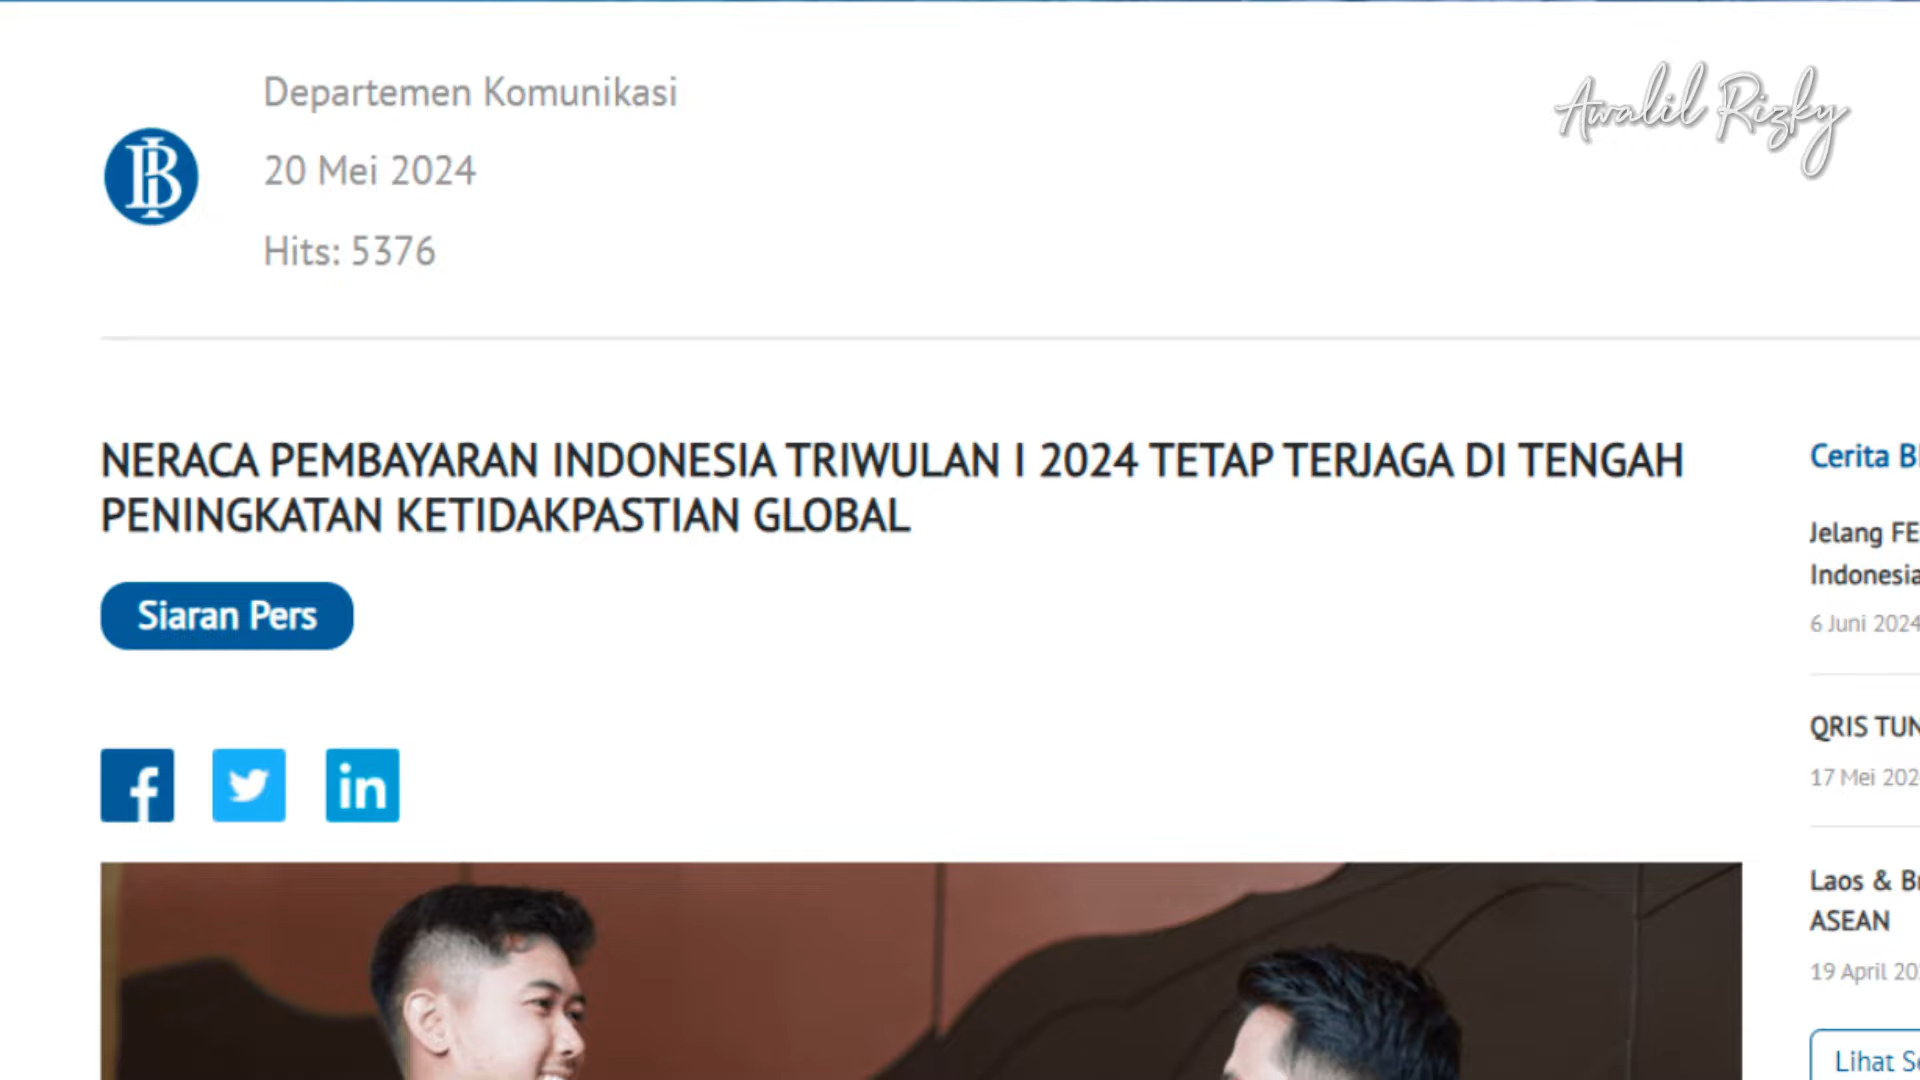 Departemen Komunikasi
20 Mei 2024
Hits: 5376
Awalil Rizky
NERACA PEMBAYARAN INDONESIA TRIWULAN I 2024 TETAP TERJAGA DI TENGAH
PENINGKATAN KETIDAKPASTIAN GLOBAL
Siaran Pers
Cerita
Jelang
Indonesia
6 Juni 2024
QRIS
17 Mei
Laos &
ASEAN
19 April
Lihat